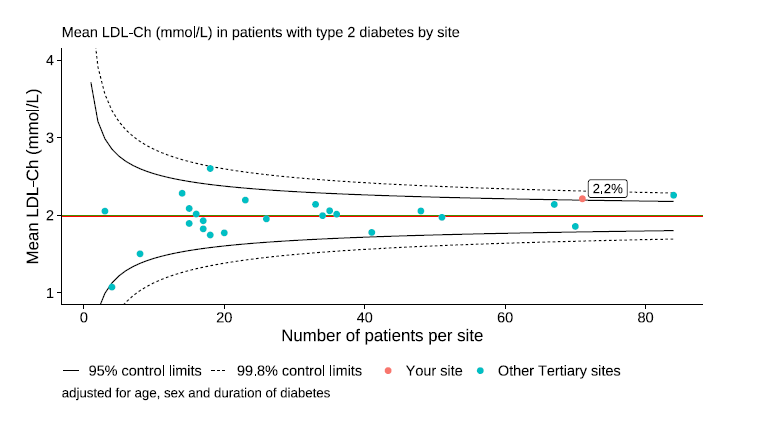 Mean LDL-Ch (mmol/L) in patients with type 2 diabetes by site
Mean LDL-Ch (mmol/L)
4
3
2
1
2.2%
0 20 40 60 80
Number of patients per site
95% control limits 99.8% control limits Your site Other Tertiary sites
adjusted for age, sex and duration of diabetes